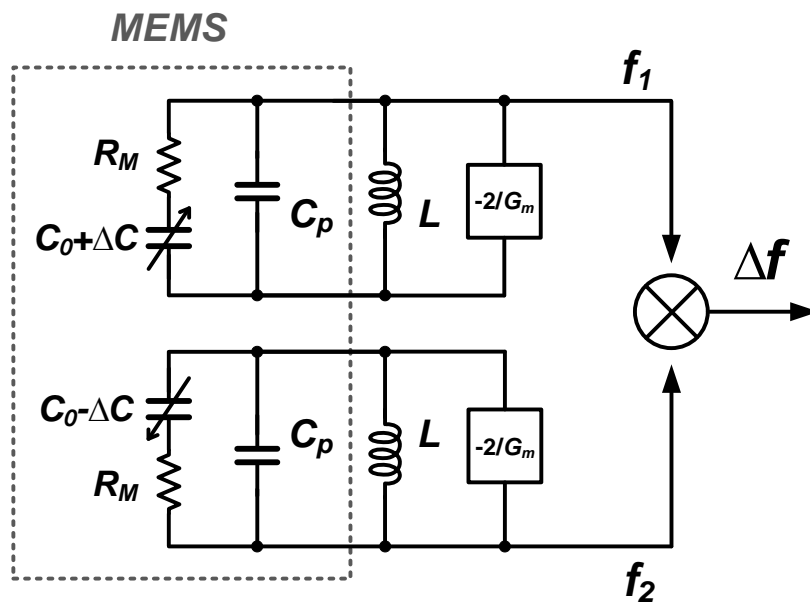 MEMS
f1
RM
Cp
L
-2/Gm
C0+ΔC
Δf
C0-ΔC
Cp
L
-2/Gm
RM
f2